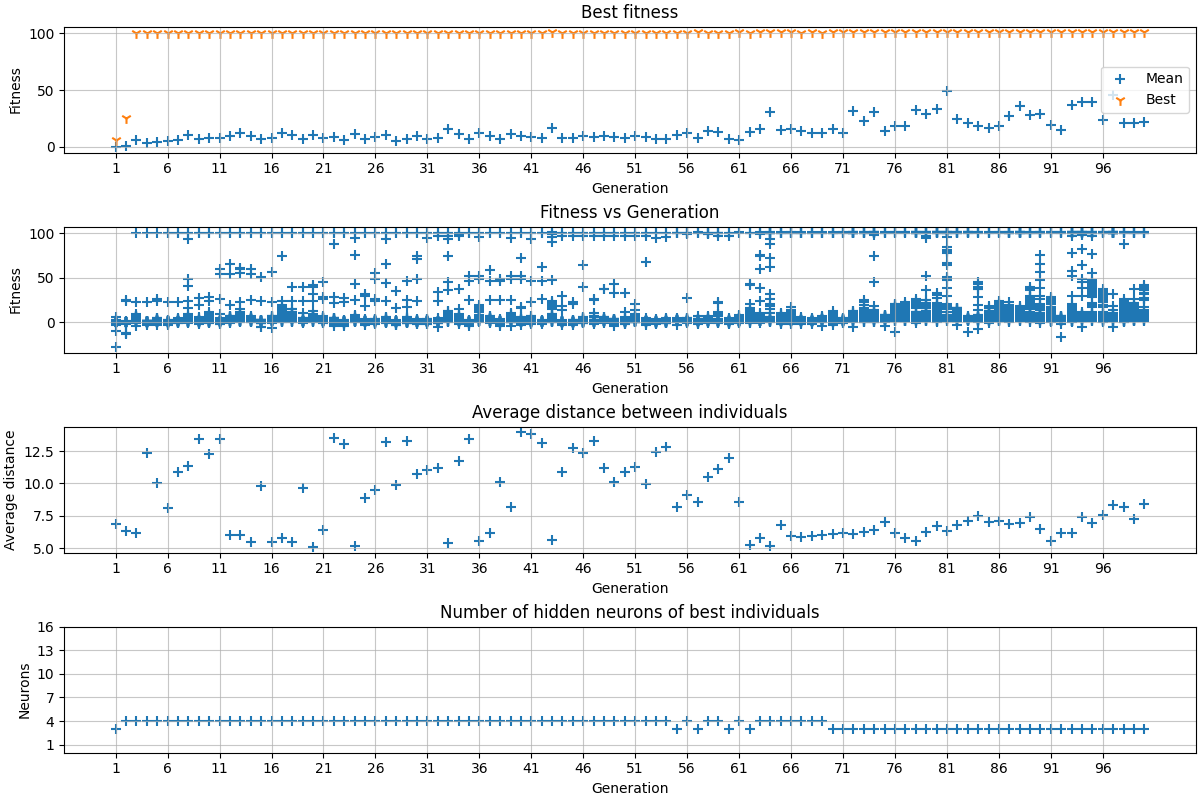 Best fitness
100
50
0
Fitness
Mean
Best
1 6 11 16 21 26 31 36 41 46 51 56 61 66 71 76 81 86 91 96
Generation
Fitness vs Generation
100
50
0
Fitness
1 6 11 16 21 26 31 36 41 46 51 56 61 66 71 76 81 86 91 96
Generation
Average distance between individuals
12.5
10.0
7.5
5.0
Average distance
1 6 11 16 21 26 31 36 41 46 51 56 61 66 71 76 81 86 91 96
Generation
Number of hidden neurons of best individuals
16
13
10
7
4
1
Neurons
1 6 11 16 21 26 31 36 41 46 51 56 61 66 71 76 81 86 91 96
Generation